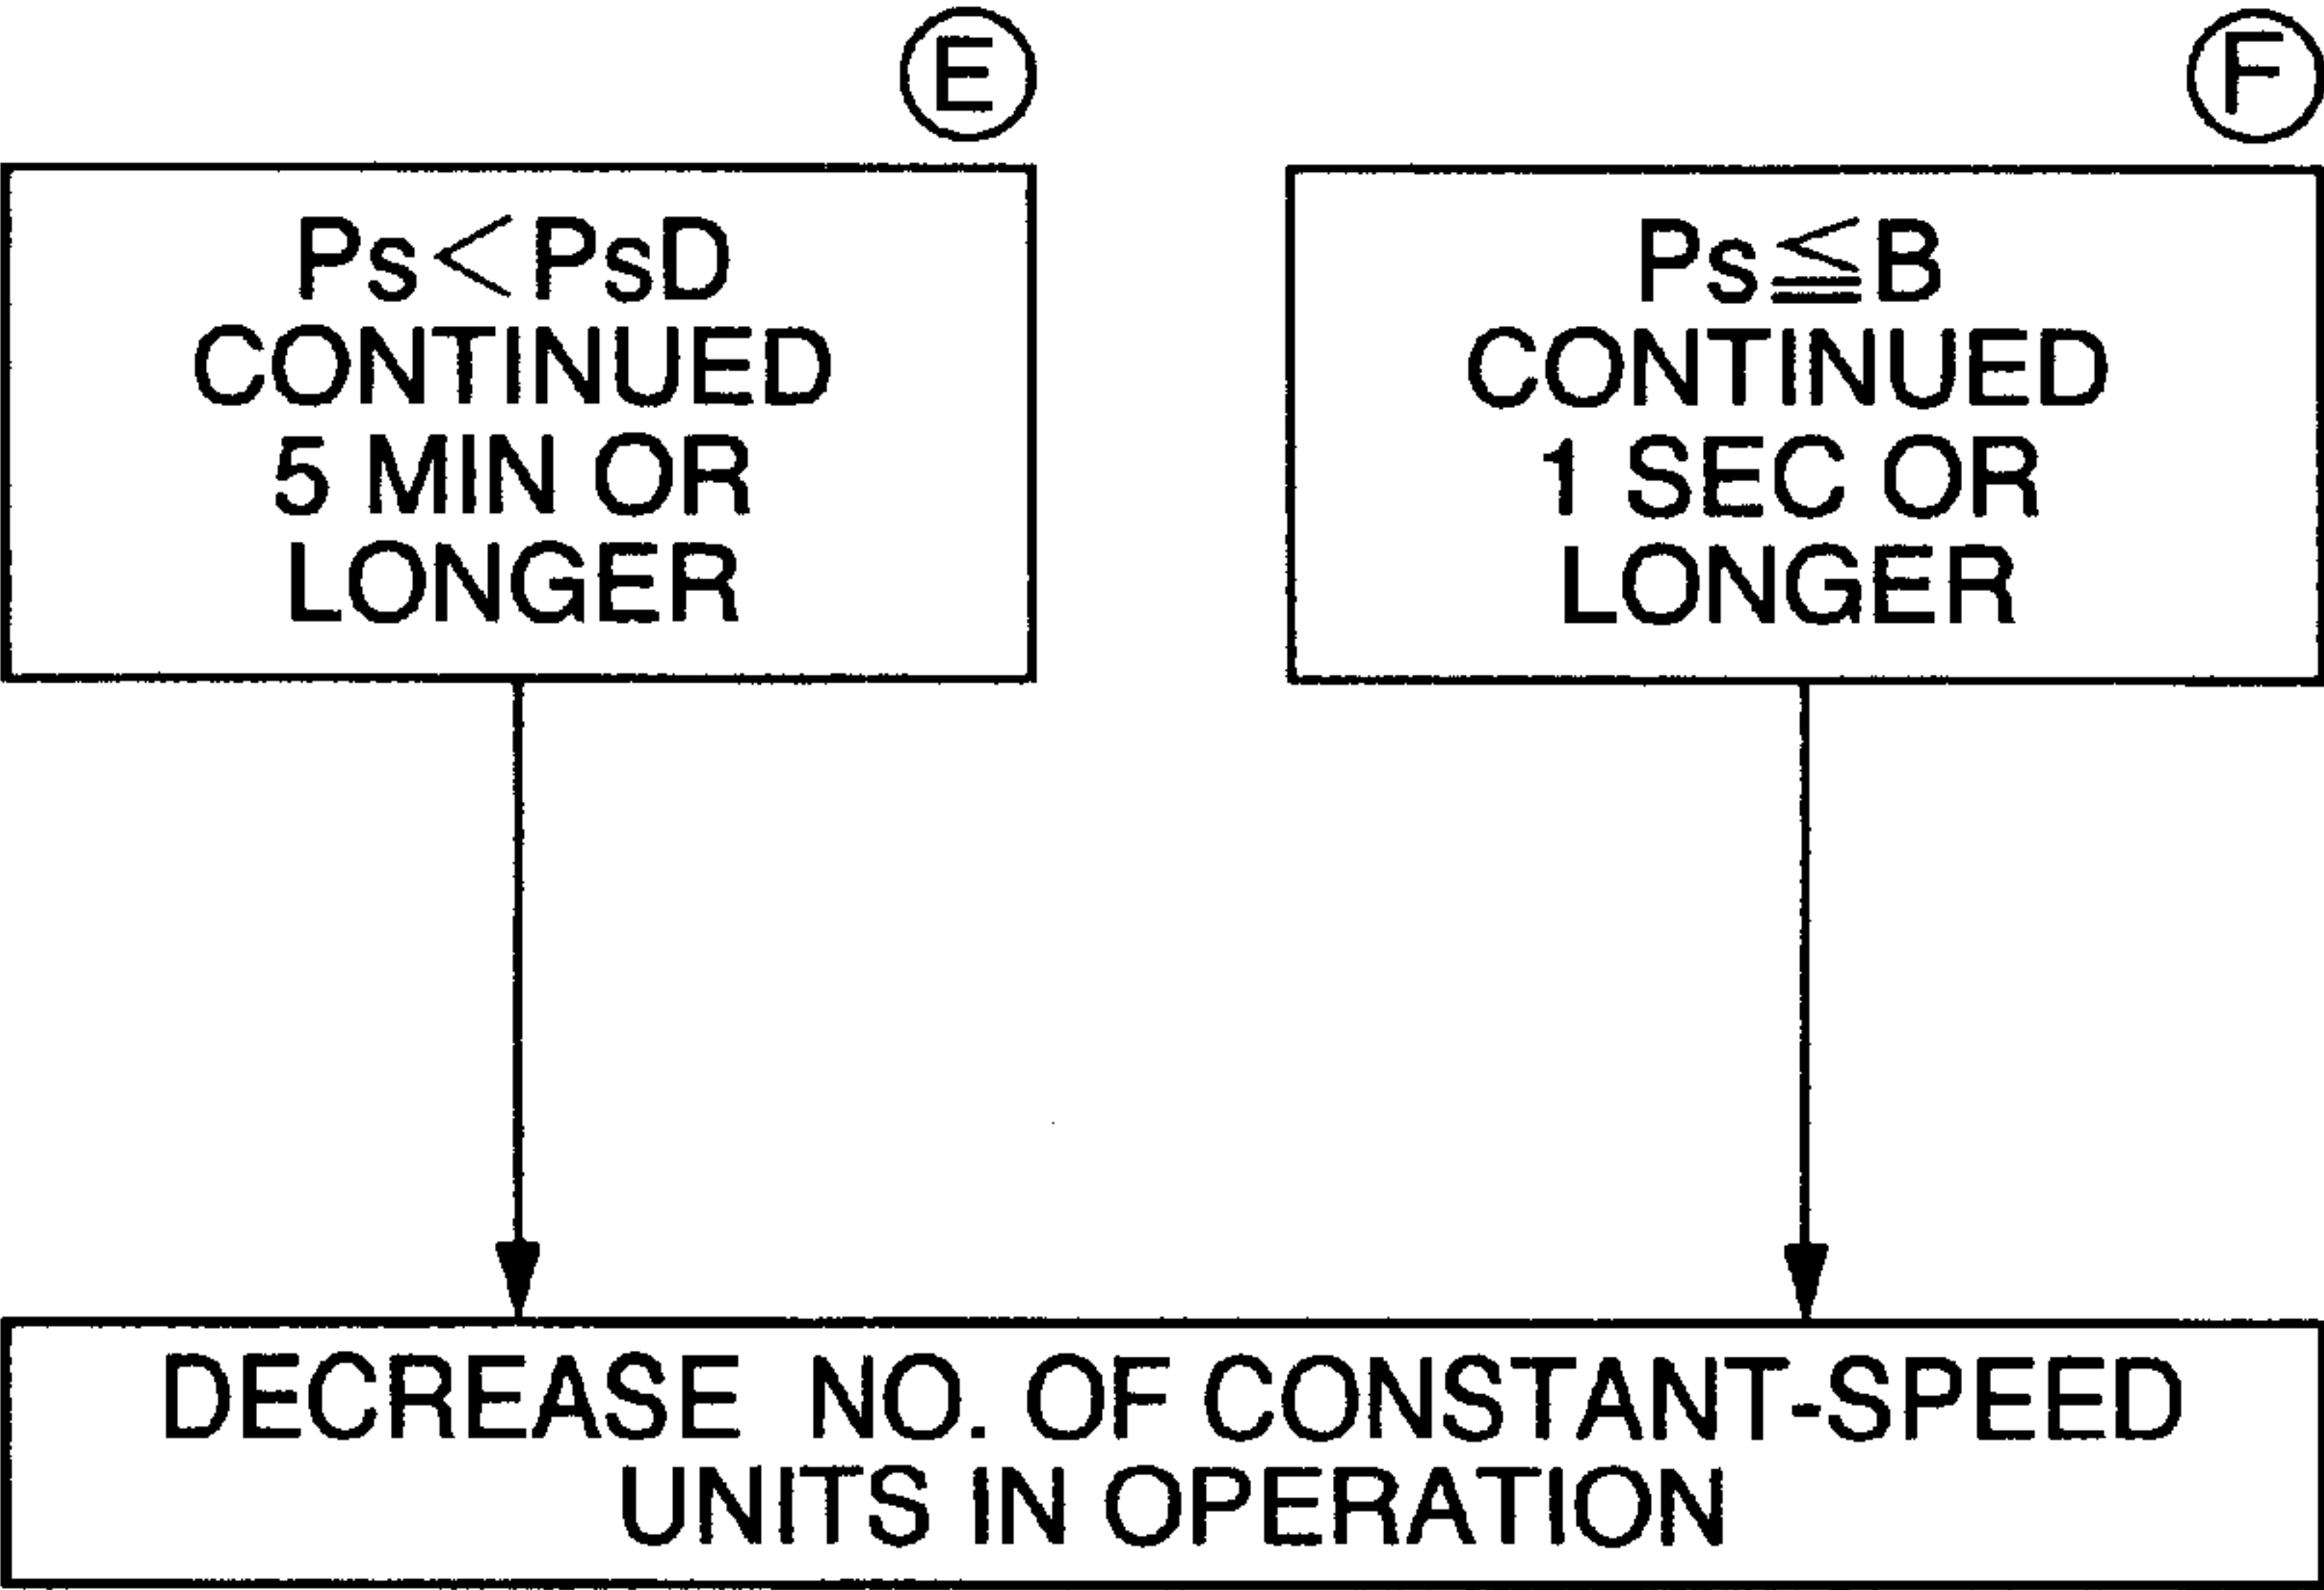 E
Ps<PsD
CONTINUED
5 MIN OR
LONGER
F
Ps≦B
CONTINUED
1 SEC OR
LONGER
DECREASE NO. OF CONSTANT-SPEED
UNITS IN OPERATION